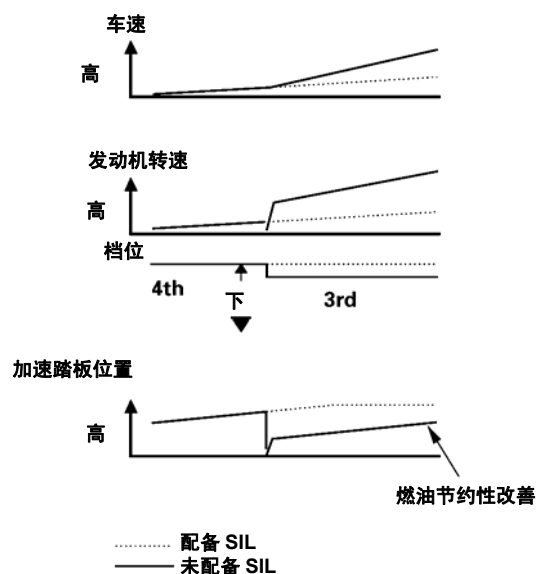 车速
高
发动机转速
高
档位
4th
下
3rd
加速踏板位置
高
燃油节约性改善
配备 SIL
未配备 SIL